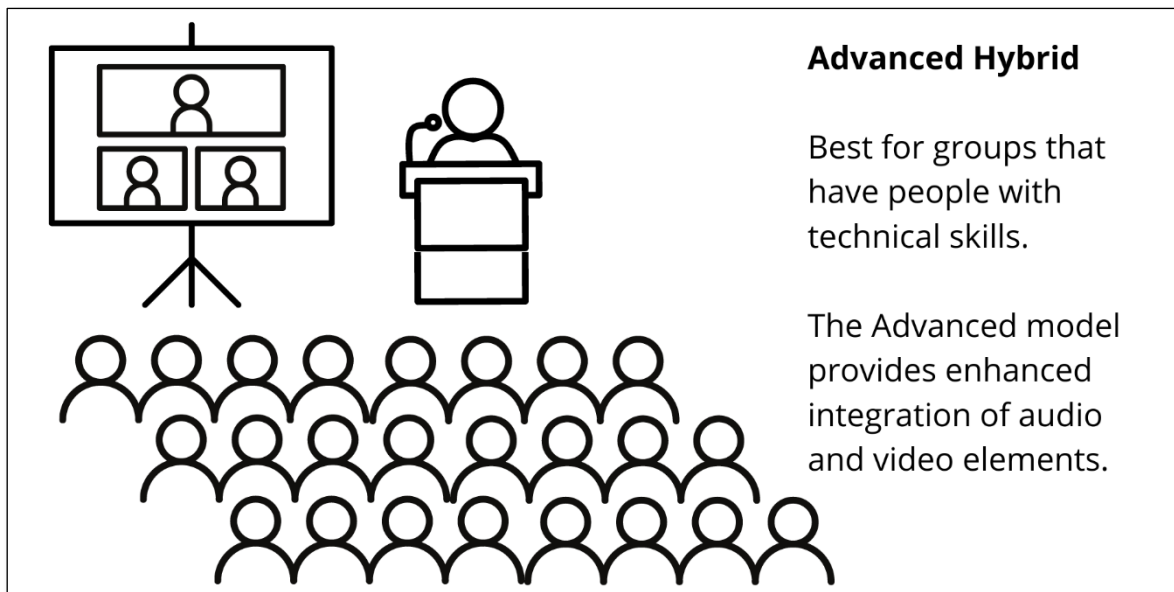 Advanced Hybrid
Best for groups that
have people with
technical skills.
The Advanced model
provides enhanced
integration of audio
and video elements.